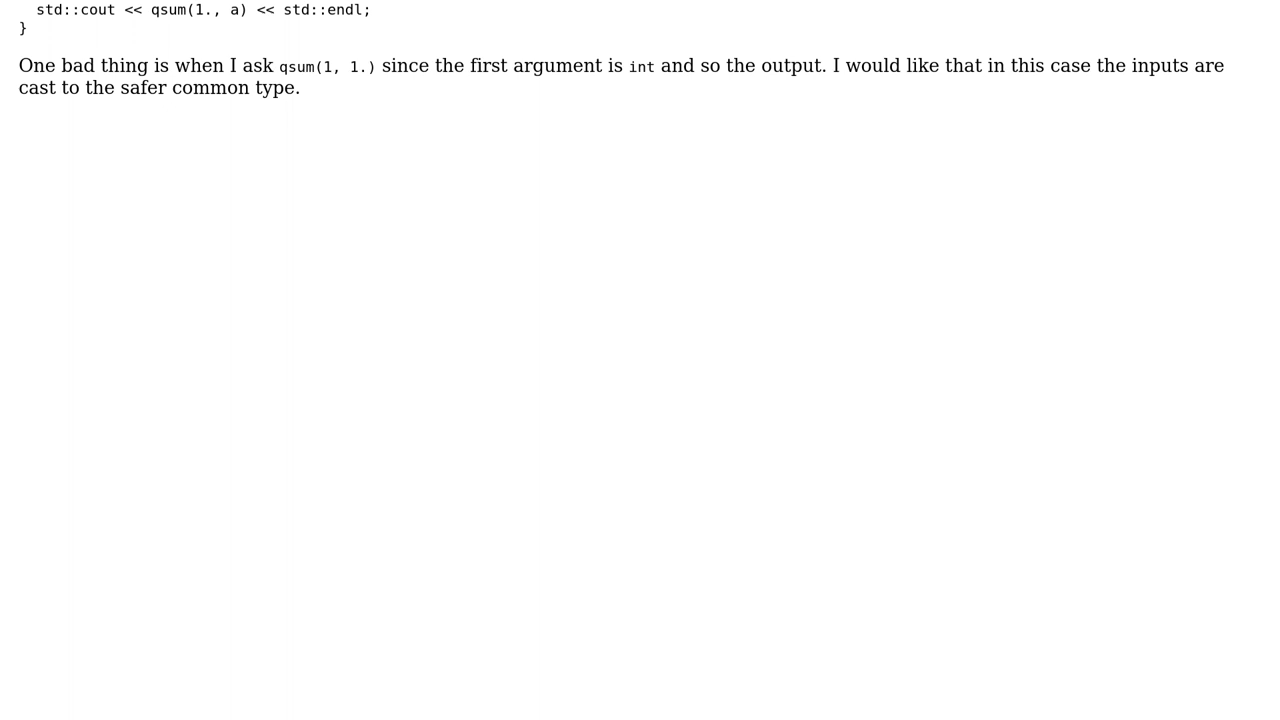 std::cout << qsum(1., a) << std::endl;
}
One bad thing is when I ask qsum(1, 1.) since the first argument is int and so the output. I would like that in this case the inputs are
cast to the safer common type.